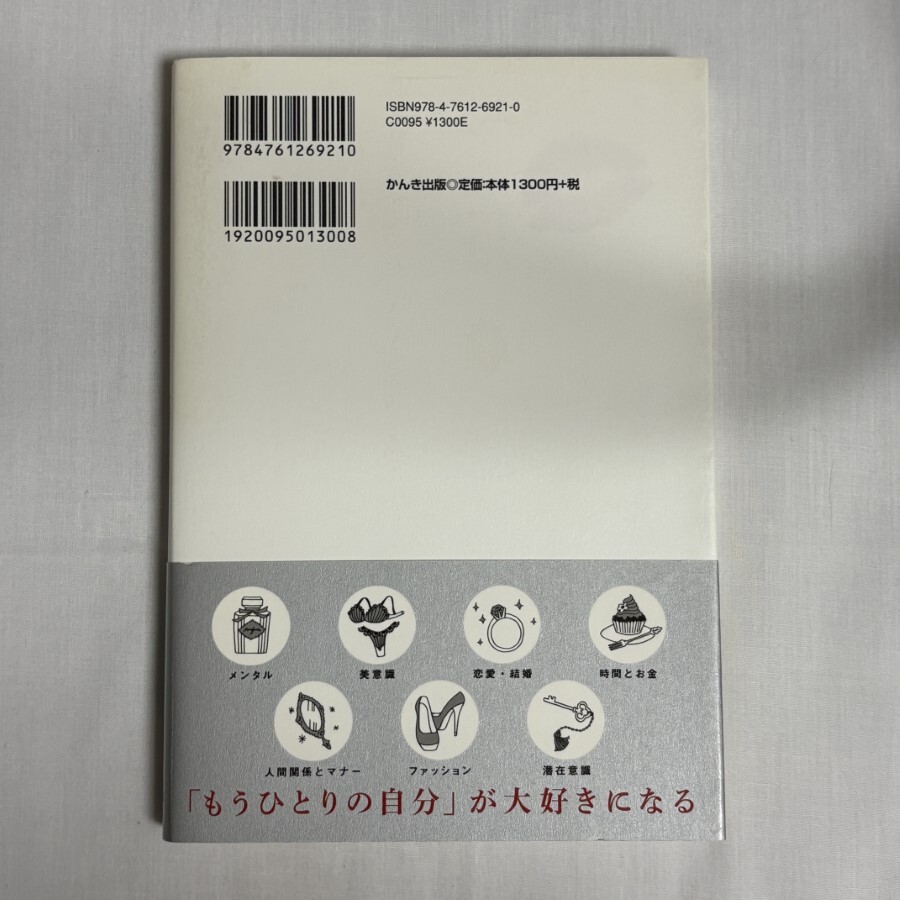 ISBN978-4-7612-6921-0
C0095 ¥1300E
9784761269210
かんき出版◎定価:本体1300円+税
1920095013008
メンタル
美意識
恋愛・結婚
時間とお金
人間関係とマナー
ファッション
潜在意識
「もうひとりの自分」が大好きになる